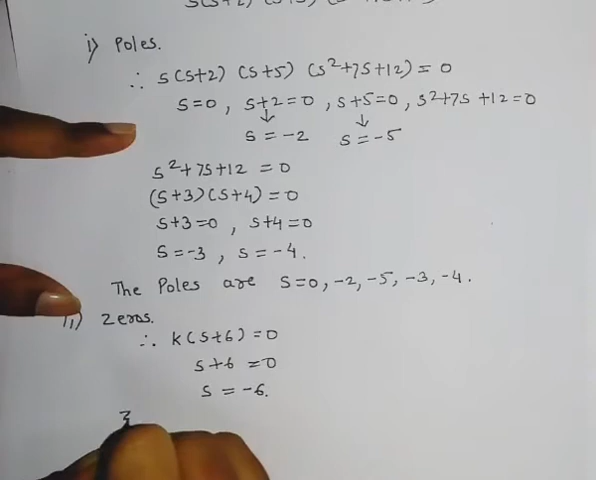 i) Poles.
∴ S(S+2) (S+5) (S²+7S+12) = 0
S=0, S+2=0, S+5=0, S²+7S+12=0
↓ ↓
S = -2 S = -5
S²+7S+12 = 0
(S+3)(S+4) = 0
S+3=0, S+4=0
S=-3, S=-4.
The Poles are S=0, -2, -5, -3, -4.
ii) Zeros.
∴ K(S+6) = 0
S+6 = 0
S = -6.